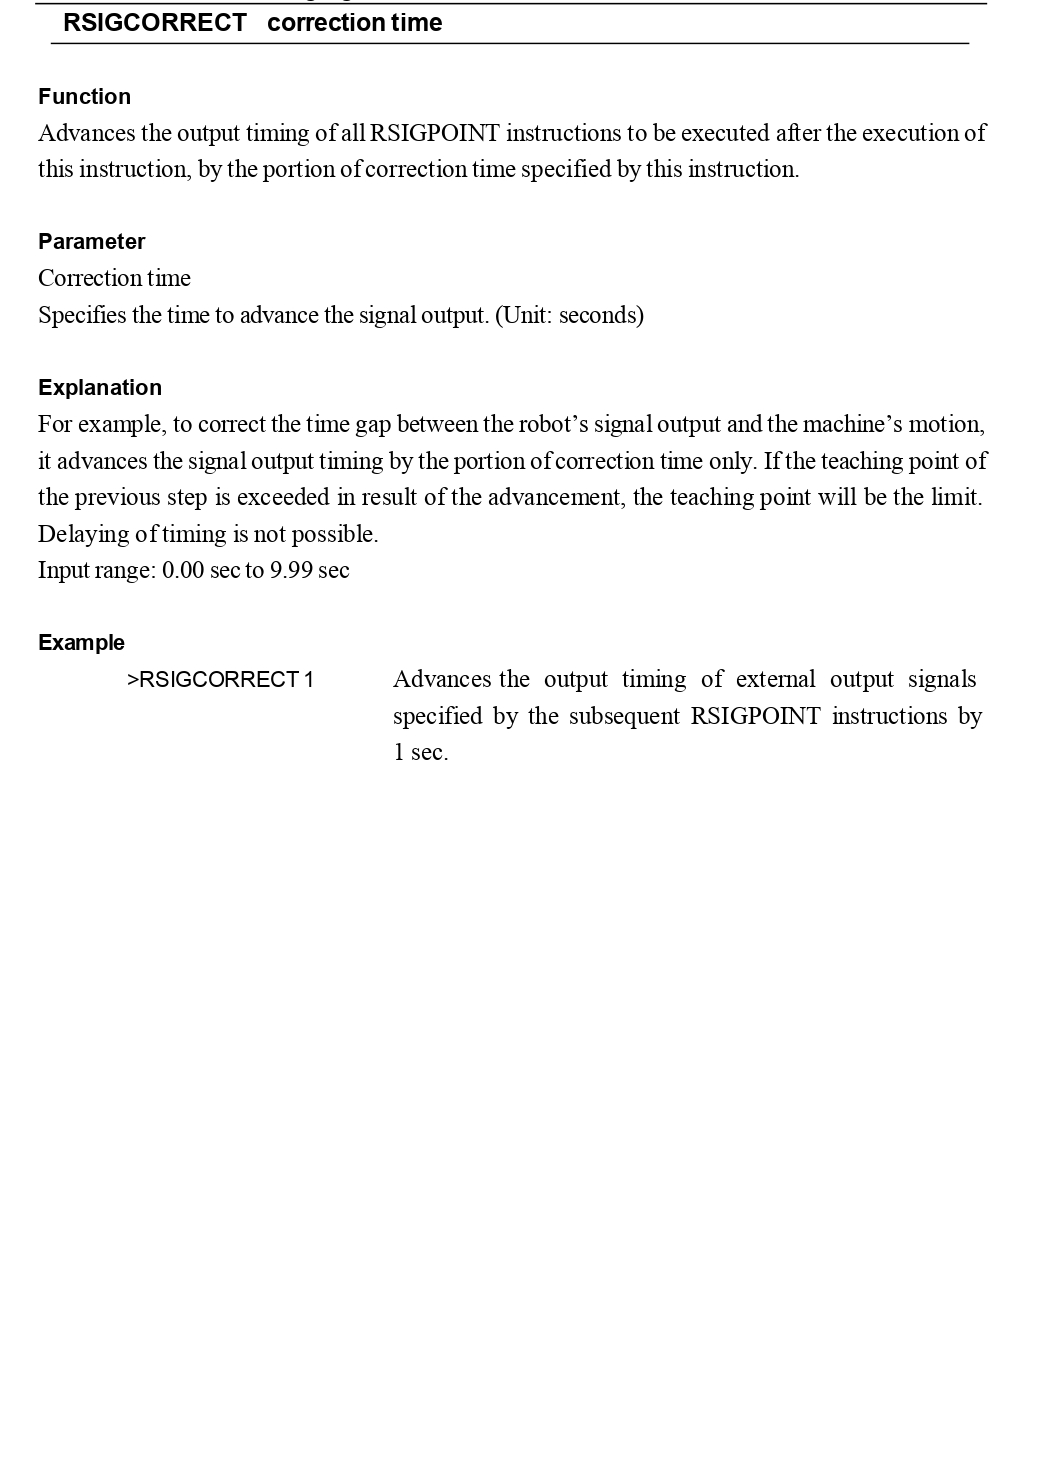 RSIGCORRECT correction time
Function
Advances the output timing of all RSIGPOINT instructions to be executed after the execution of
this instruction, by the portion of correction time specified by this instruction.
Parameter
Correction time
Specifies the time to advance the signal output. (Unit: seconds)
Explanation
For example, to correct the time gap between the robot’s signal output and the machine’s motion,
it advances the signal output timing by the portion of correction time only. If the teaching point of
the previous step is exceeded in result of the advancement, the teaching point will be the limit.
Delaying of timing is not possible.
Input range: 0.00 sec to 9.99 sec
Example
>RSIGCORRECT 1 Advances the output timing of external output signals
specified by the subsequent RSIGPOINT instructions by
1 sec.